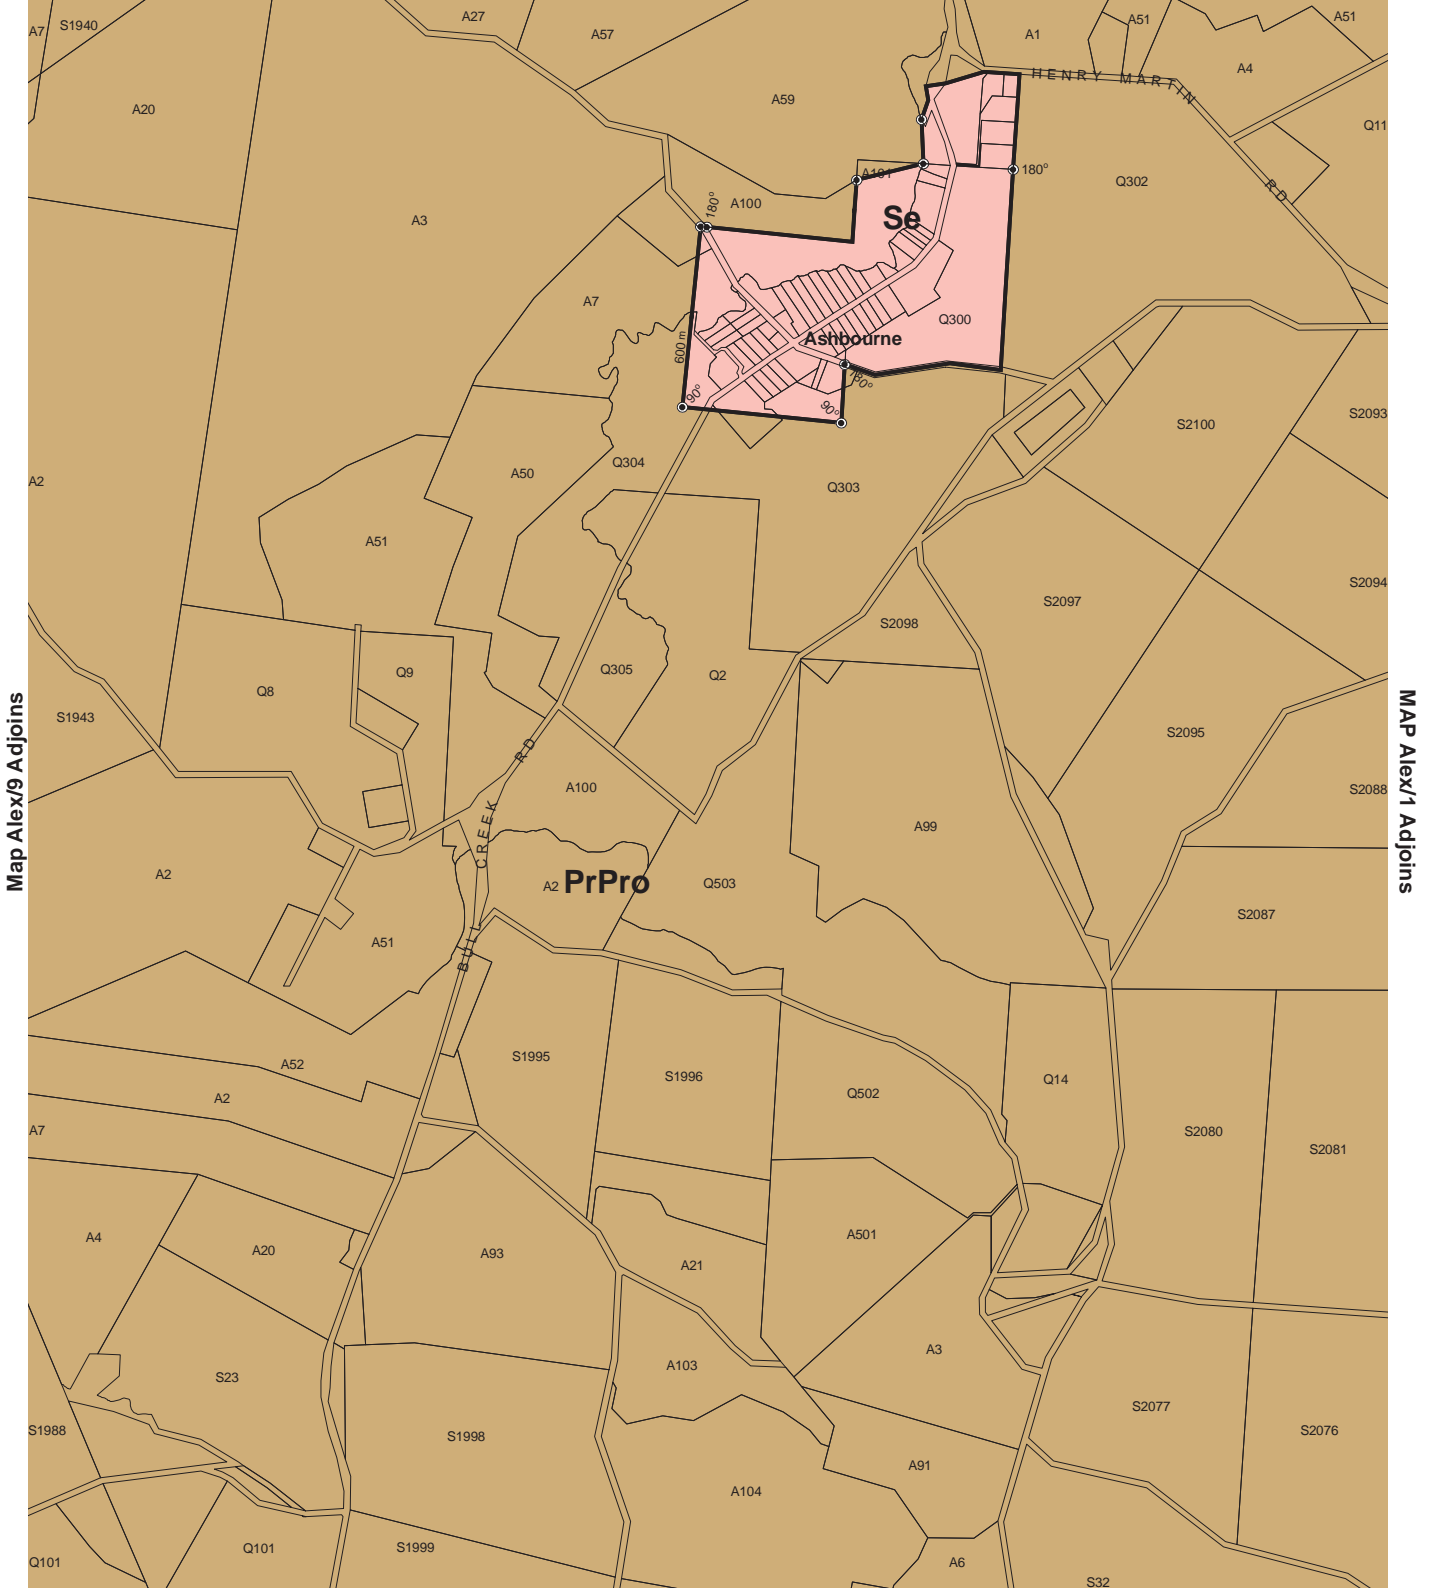 A27
A51
A51
A7
S1940
A57
A1
A4
HENRY MARTIN
RD
A59
A20
Q11
A101
180°
Q302
A100
180°
A3
Se
A7
Q300
Ashbourne
600 m
180°
90°
90°
S2093
S2100
Q304
A50
A2
Q303
A51
S2094
S2097
S2098
Q9
Q305
Q2
Q8
S1943
S2095
RD
Map Alex/9 Adjoins
MAP Alex/1 Adjoins
A100
S2088
CREEK
A99
A2
A2
PrPro
Q503
S2087
A51
BULL
S1995
A52
S1996
Q14
Q502
A2
A7
S2080
S2081
A4
A501
A20
A93
A21
A3
A103
S23
S2077
S1988
S2076
S1998
A91
A104
Q101
Q101
S1999
A6
S32